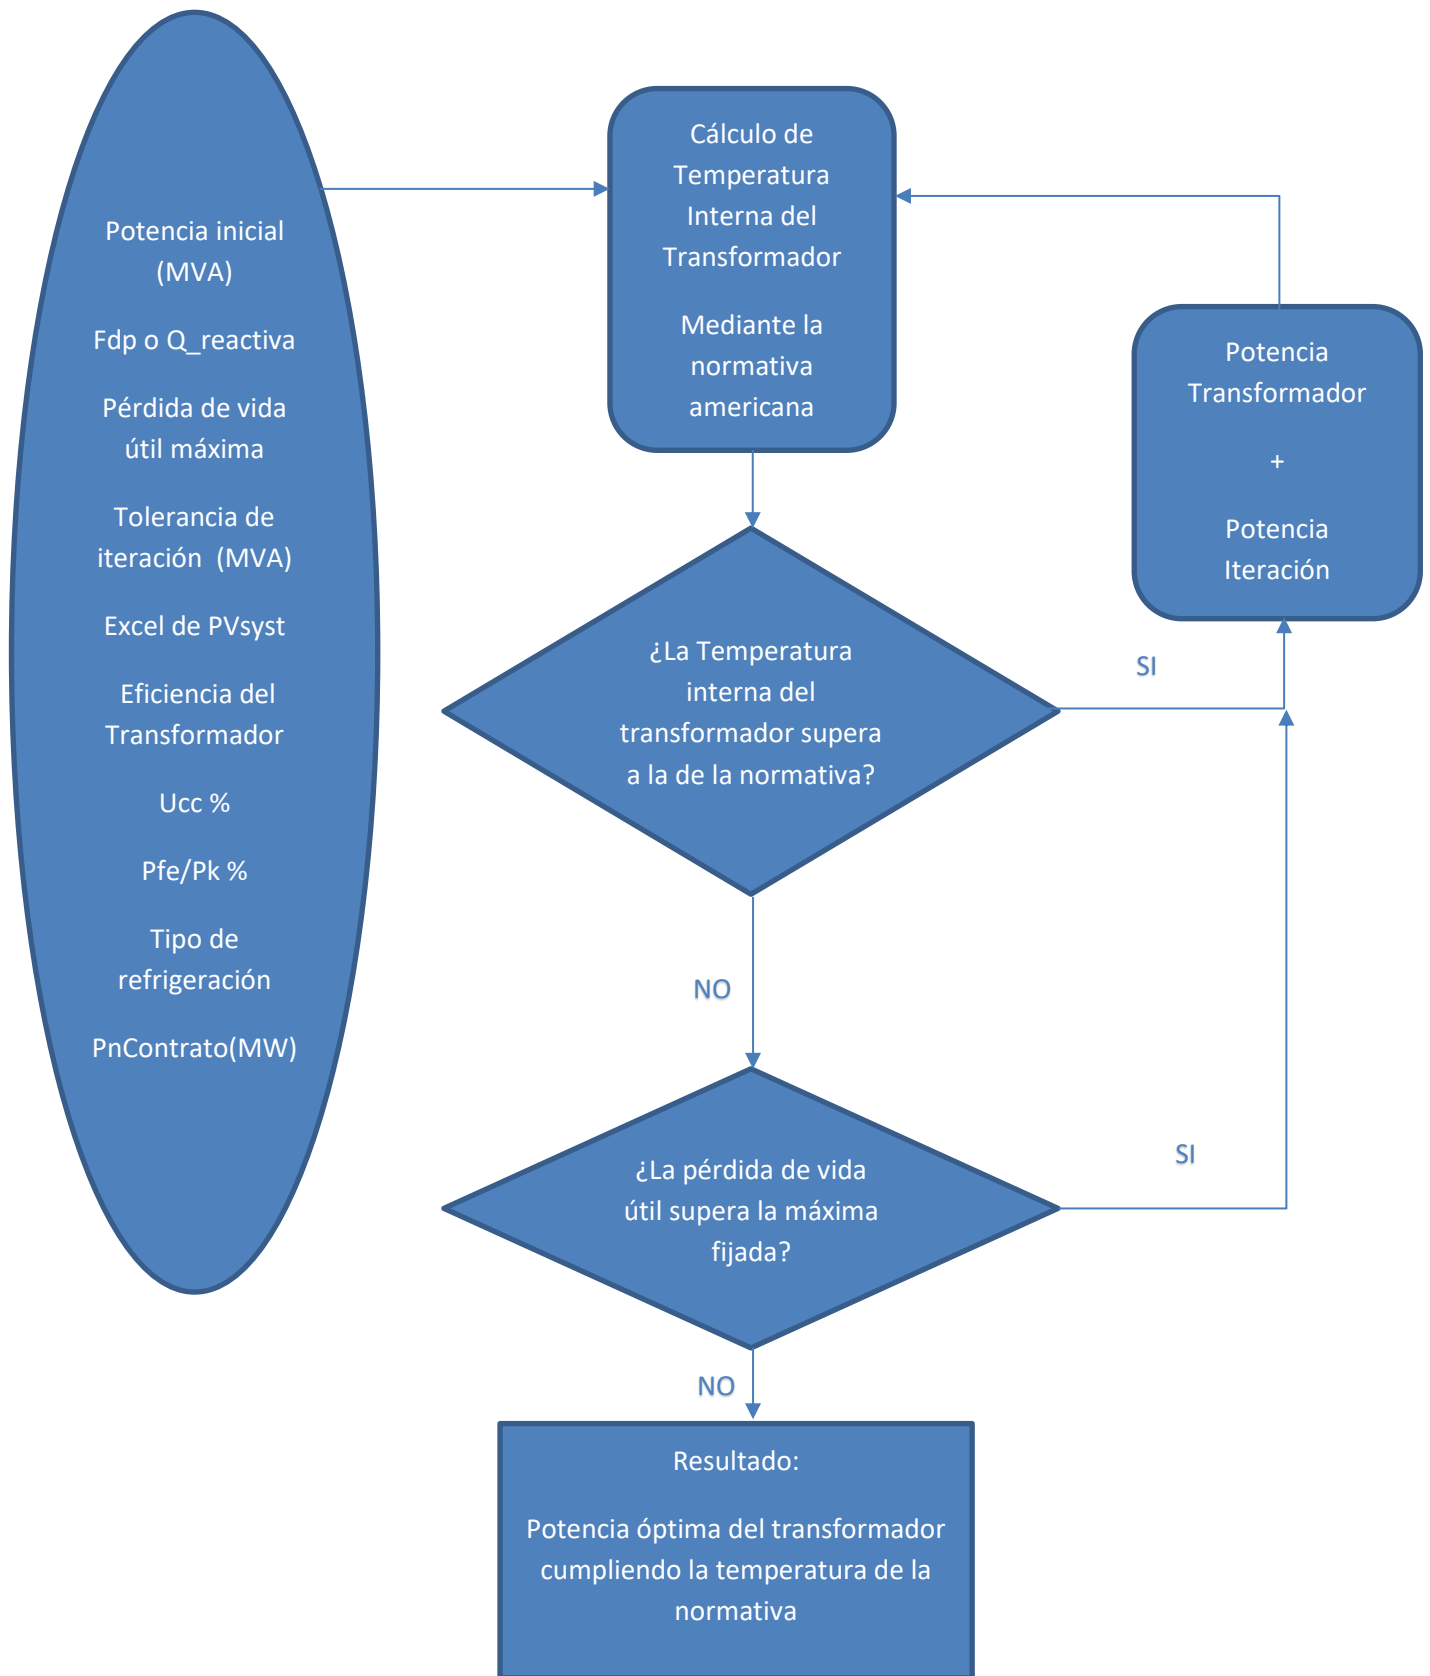 Potencia inicial
(MVA)
Fdp o Q_reactiva
Pérdida de vida
útil máxima
Tolerancia de
iteración (MVA)
Excel de PVsyst
Eficiencia del
Transformador
Ucc %
Pfe/Pk %
Tipo de
refrigeración
PnContrato(MW)
Cálculo de
Temperatura
Interna del
Transformador
Mediante la
normativa
americana
Potencia
Transformador
+
Potencia
Iteración
¿La Temperatura
interna del
transformador supera
a la de la normativa?
SI
NO
¿La pérdida de vida
útil supera la máxima
fijada?
SI
NO
Resultado:
Potencia óptima del transformador
cumpliendo la temperatura de la
normativa